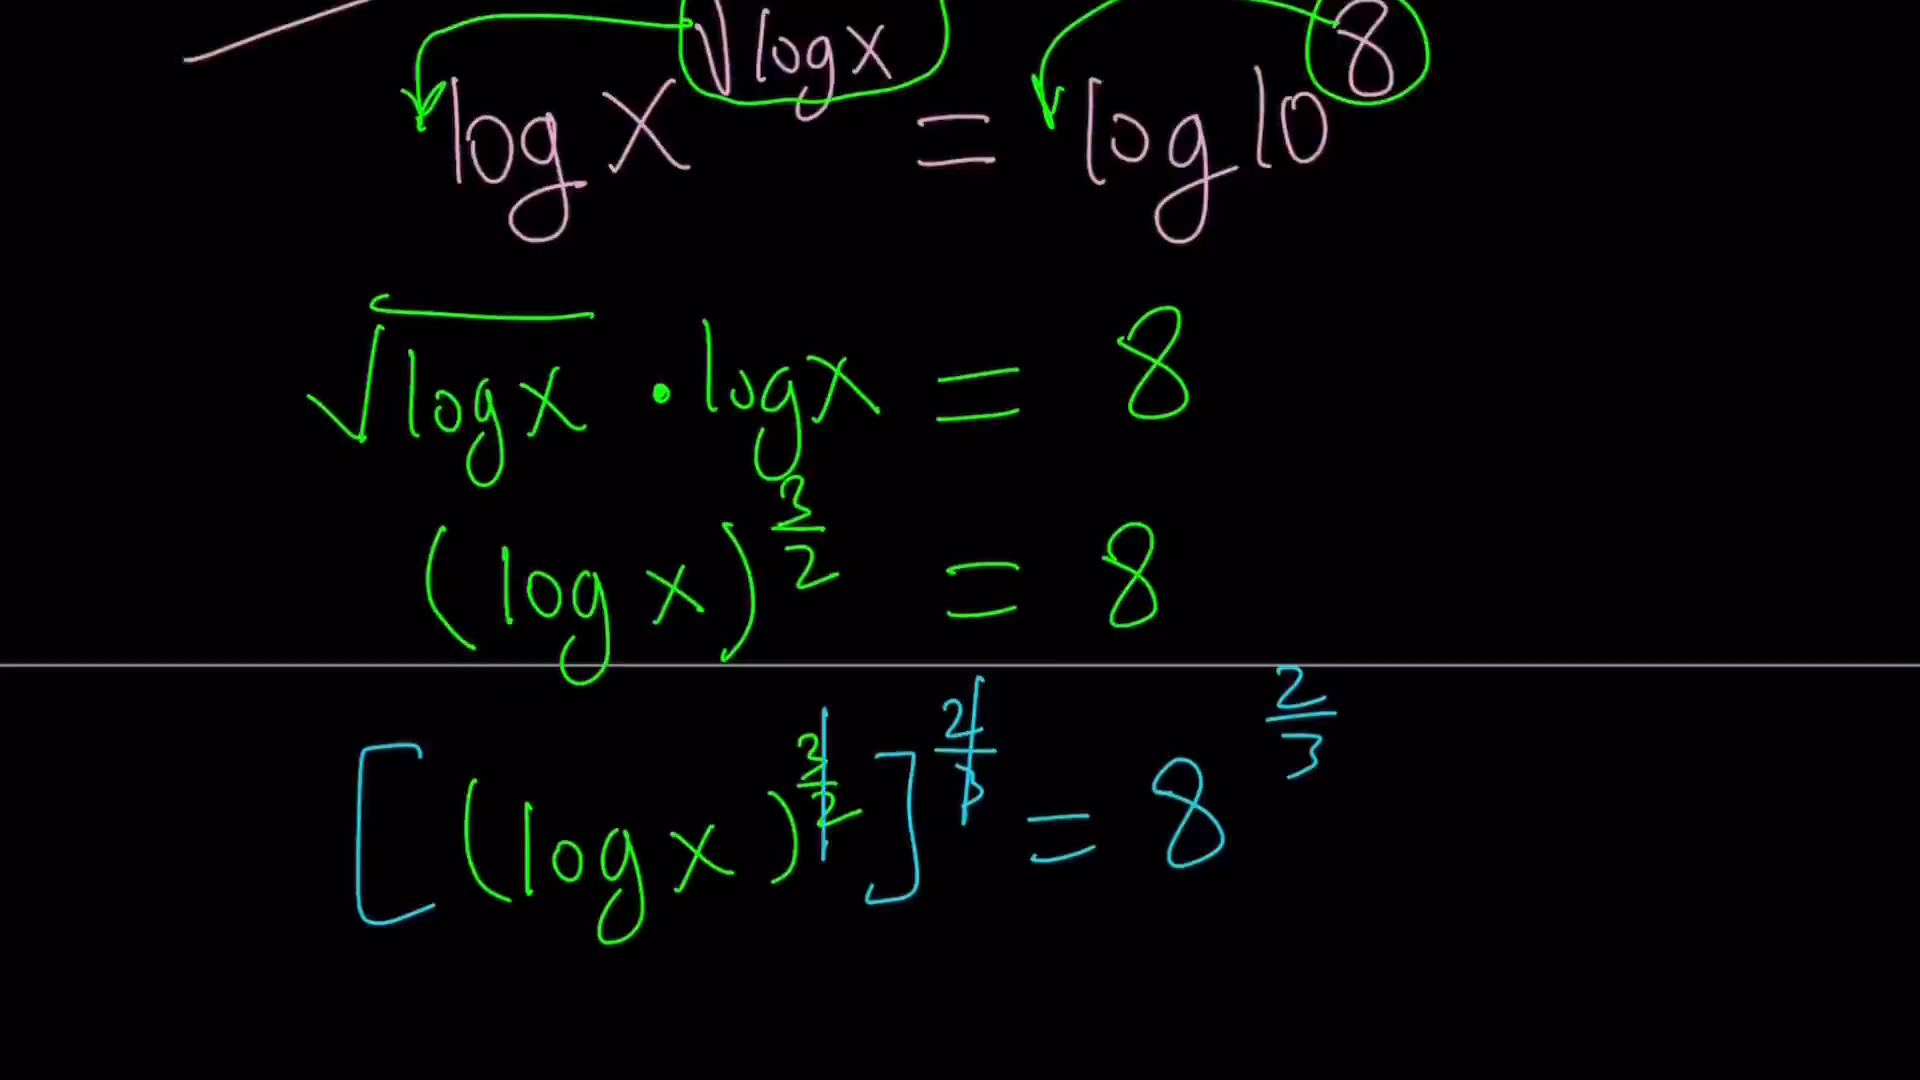 log x^√(log x) = log 10^8
√(log x) · log x = 8
(log x)^(3/2) = 8
[(log x)^(3/2)]^(2/3) = 8^(2/3)